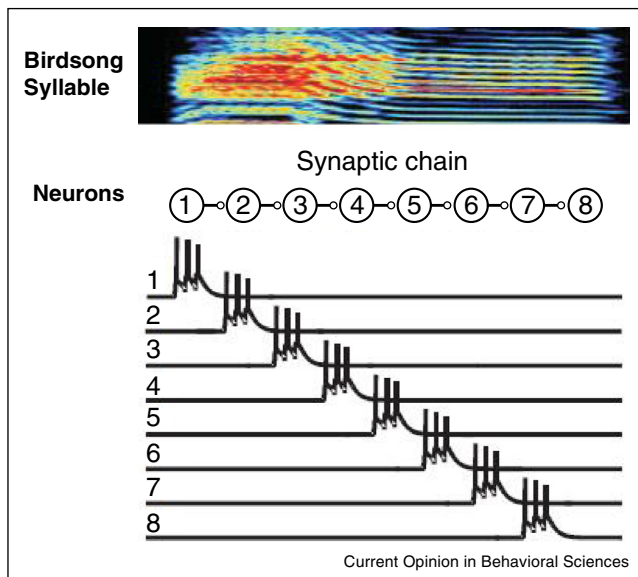 Birdsong
Syllable
Synaptic chain
Neurons
1 2 3 4 5 6 7 8
1
2
3
4
5
6
7
8
Current Opinion in Behavioral Sciences